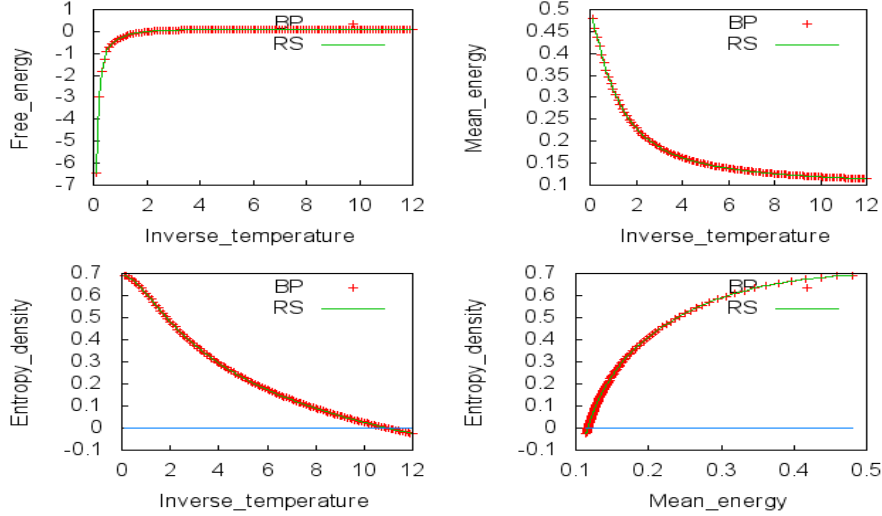 Free_energy
1
0
-1
-2
-3
-4
-5
-6
-7
BP
RS
0 2 4 6 8 10 12
Inverse_temperature
Mean_energy
0.5
0.45
0.4
0.35
0.3
0.25
0.2
0.15
0.1
BP
RS
0 2 4 6 8 10 12
Inverse_temperature
Entropy_density
0.7
0.6
0.5
0.4
0.3
0.2
0.1
0
-0.1
BP
RS
0 2 4 6 8 10 12
Inverse_temperature
Entropy_density
0.7
0.6
0.5
0.4
0.3
0.2
0.1
0
-0.1
BP
RS
0.1 0.2 0.3 0.4 0.5
Mean_energy